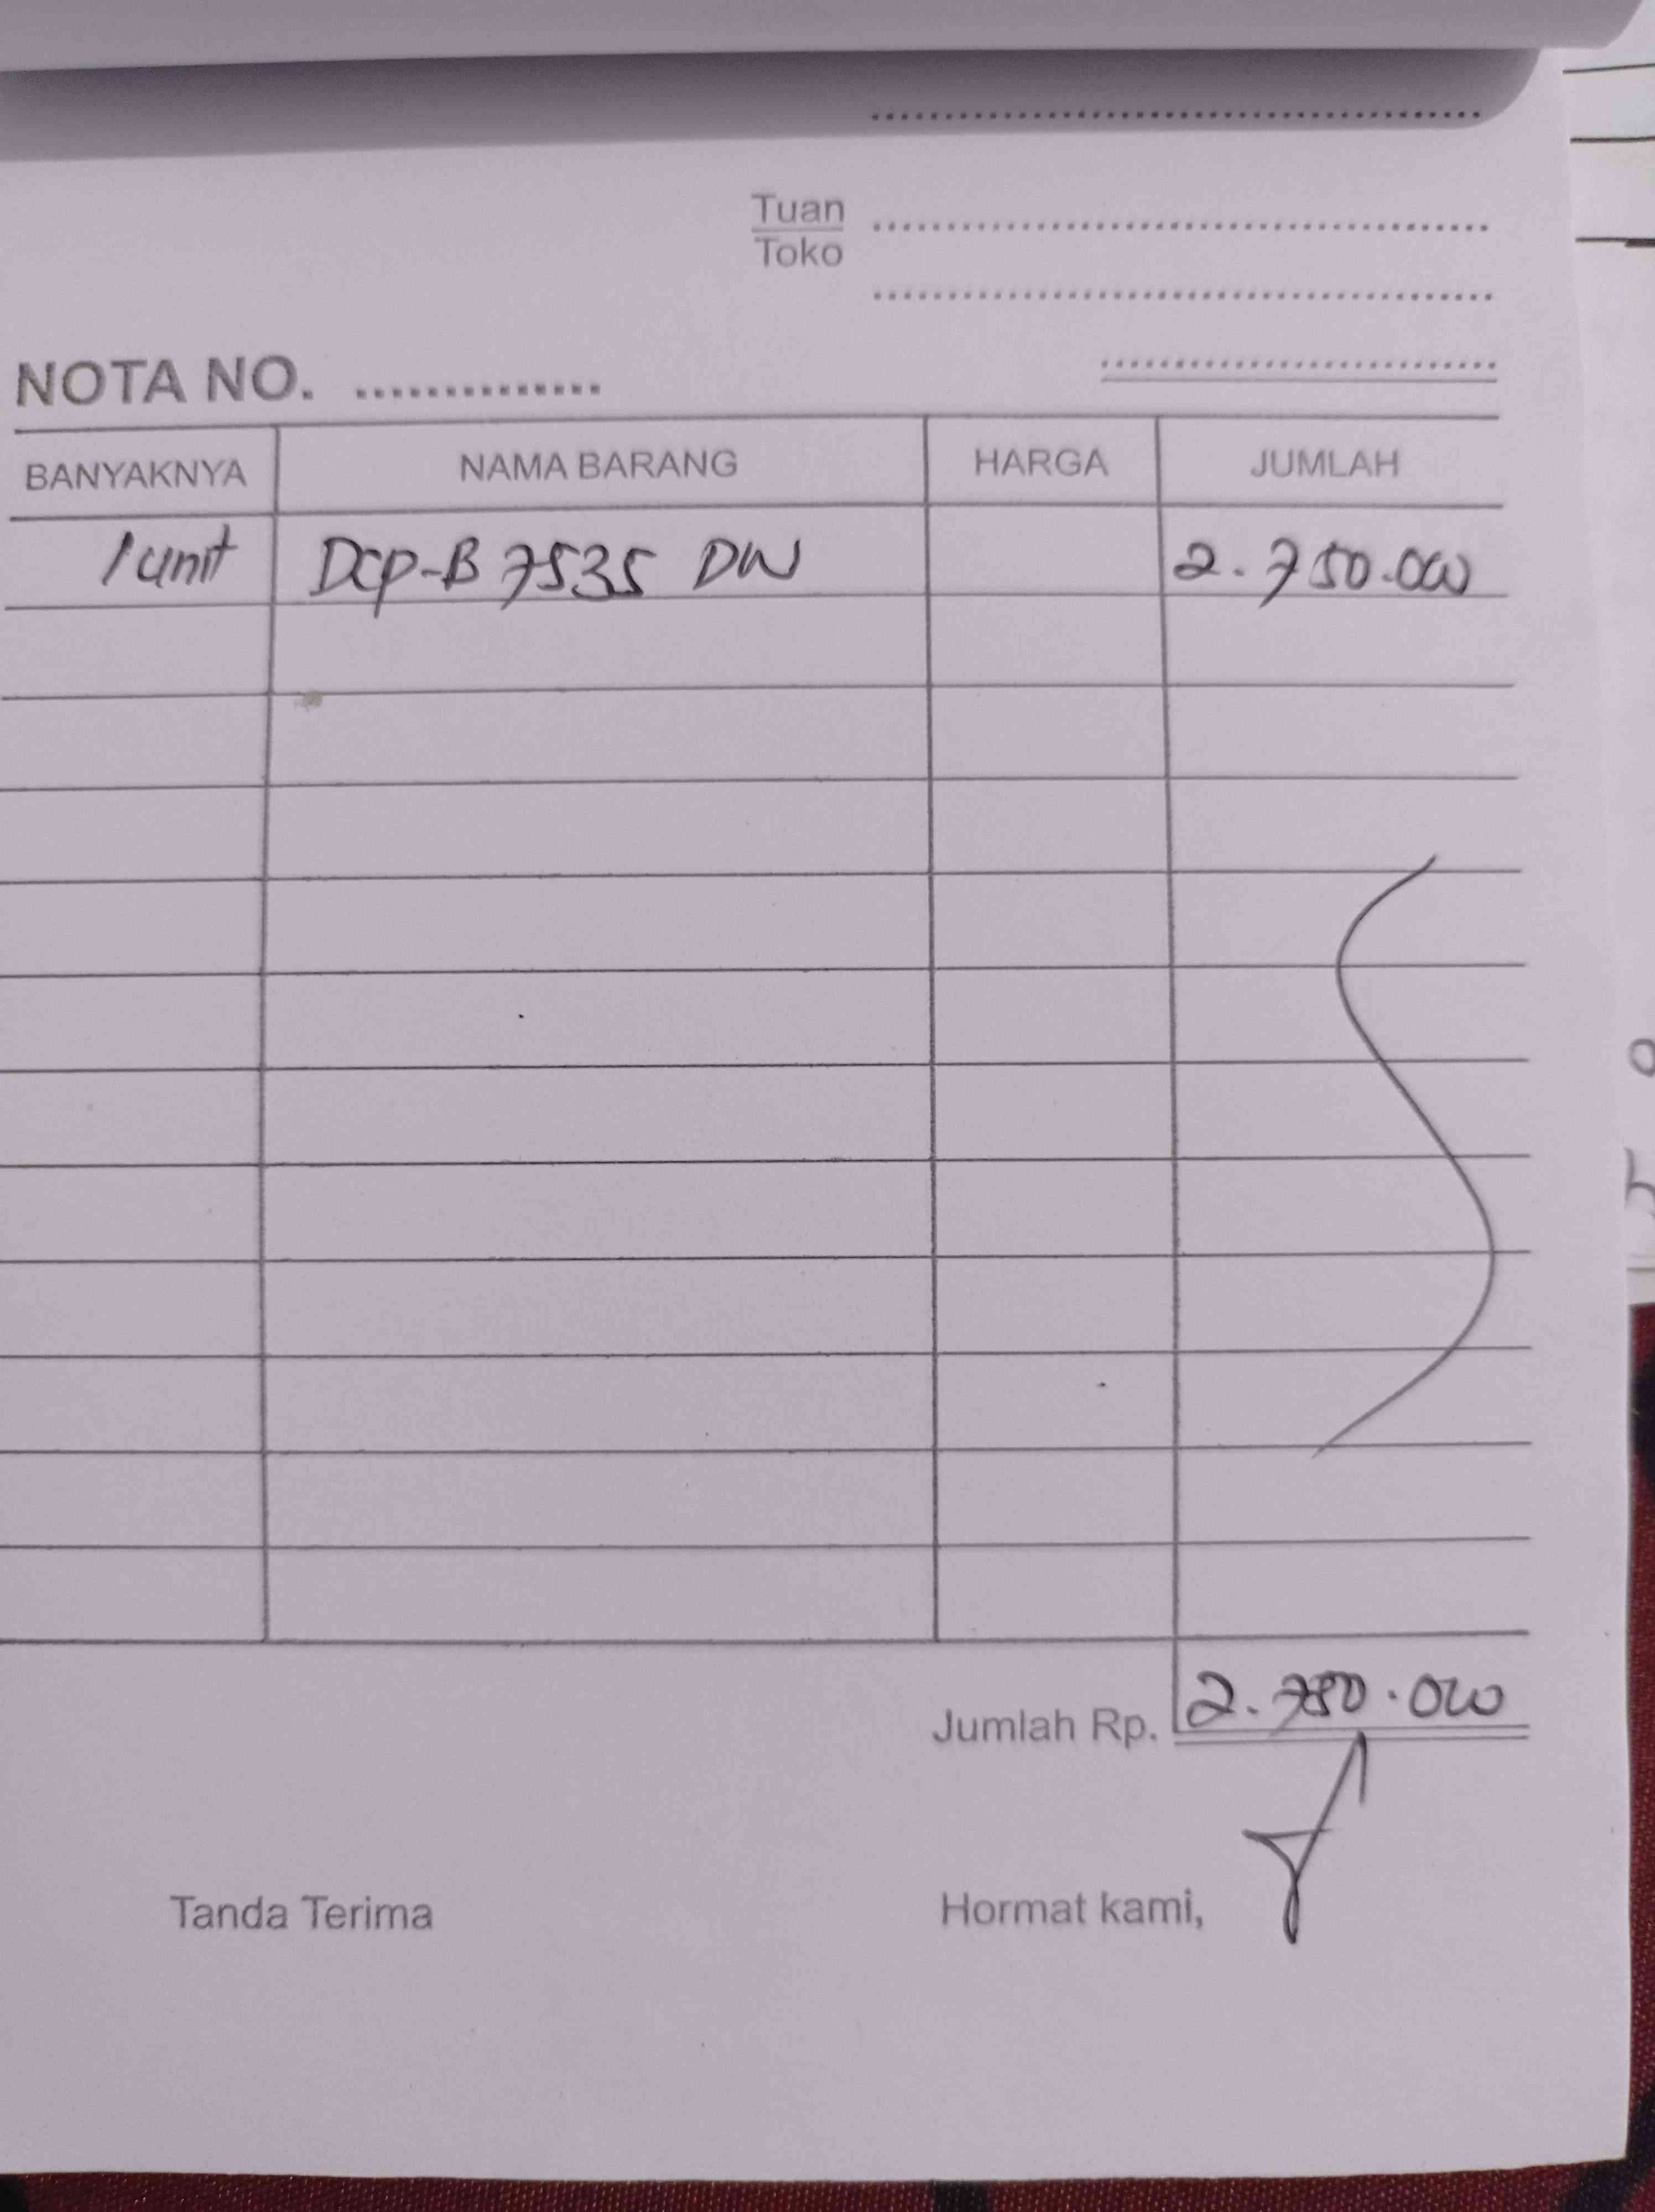 Tuan
Toko
NOTA NO. ..............
BANYAKNYA NAMA BARANG HARGA JUMLAH
1 unit DCP-B 7535 DW 2.750.000
Jumlah Rp. 2.750.000
Tanda Terima Hormat kami,